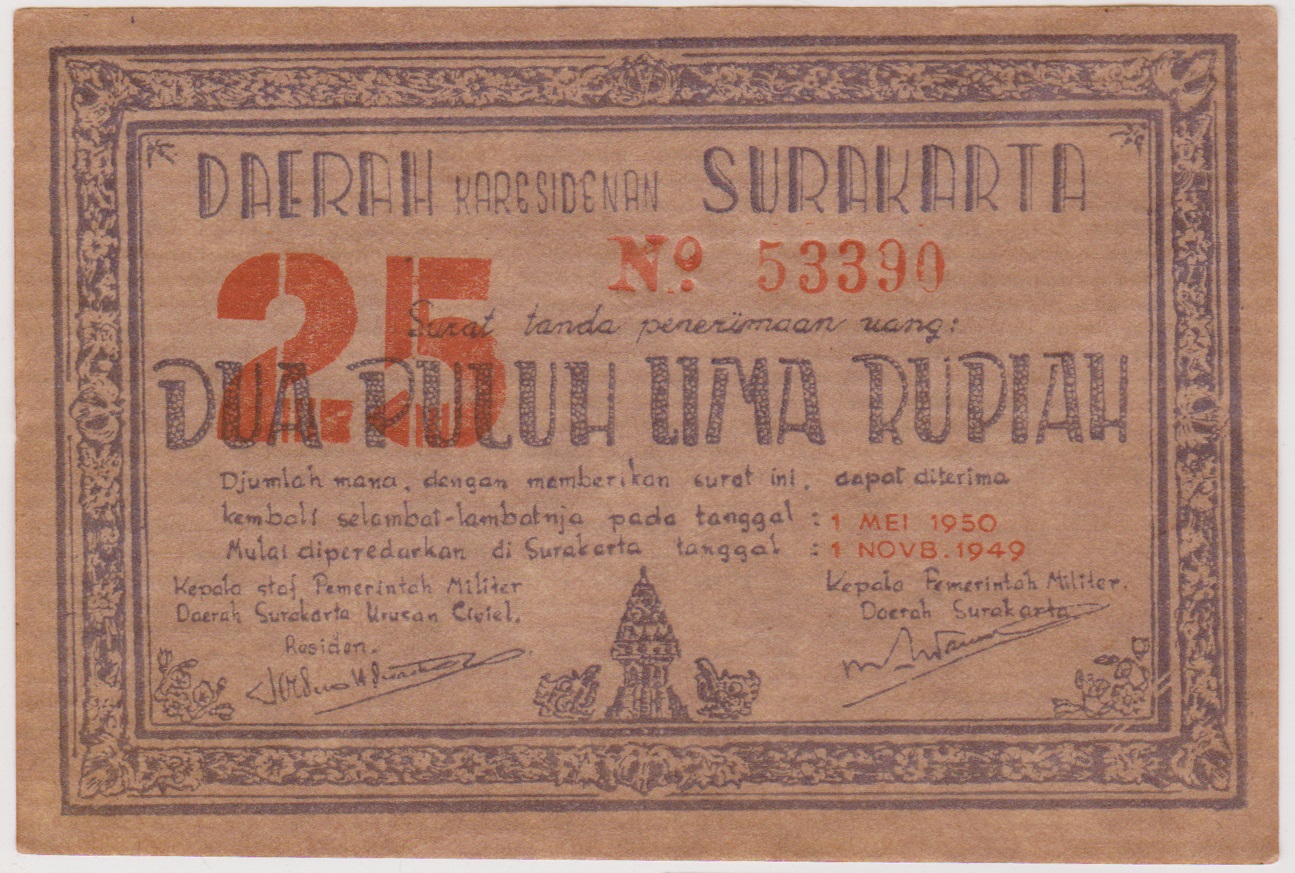 DAERAH KARESIDENAN SURAKARTA
25
No. 53390
Surat tanda penerimaan uang:
DUA PULUH LIMA RUPIAH
Djumlah mana, dengan memberikan surat ini, dapat diterima
kembali selambat-lambatnja pada tanggal : 1 MEI 1950
Mulai diperedarkan di Surakarta tanggal : 1 NOVB. 1949
Kepala staf Pemerintah Militer
Daerah Surakarta Urusan Civiel.
Residen.
Kepala Pemerintah Militer.
Daerah Surakarta